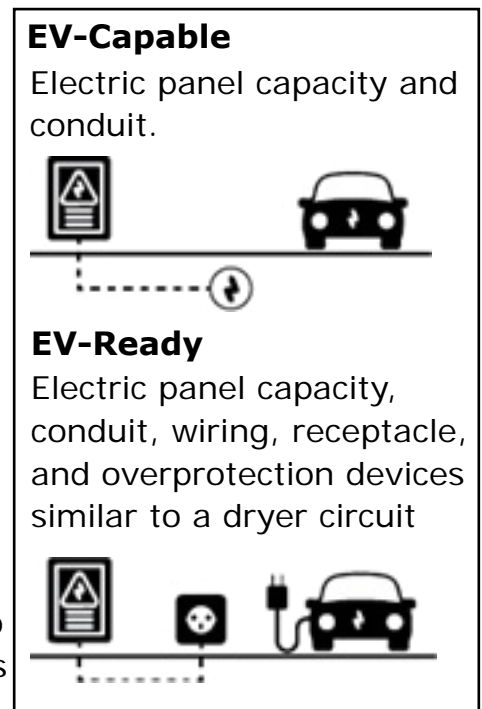 EV-Capable
Electric panel capacity and
conduit.
EV-Ready
Electric panel capacity,
conduit, wiring, receptacle,
and overprotection devices
similar to a dryer circuit